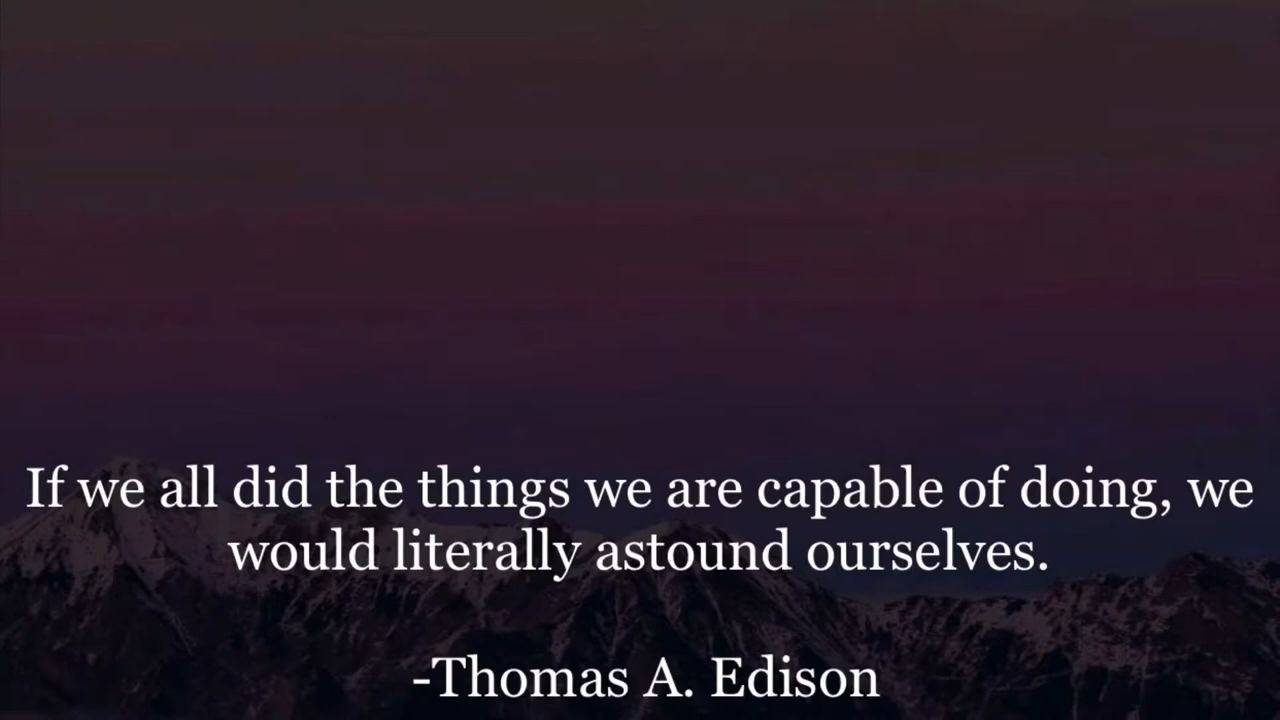 If we all did the things we are capable of doing, we
would literally astound ourselves.
-Thomas A. Edison